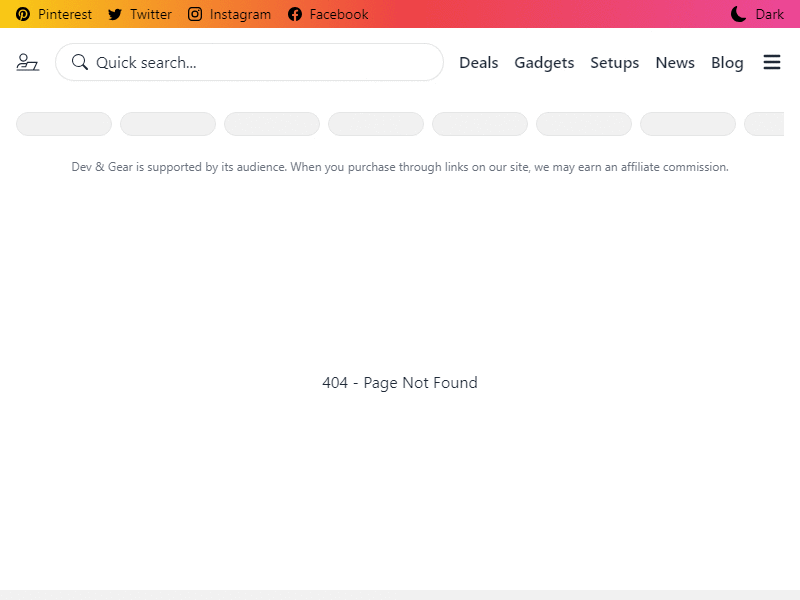 Pinterest Twitter Instagram Facebook Dark
Quick search... Deals Gadgets Setups News Blog
Dev & Gear is supported by its audience. When you purchase through links on our site, we may earn an affiliate commission.
404 - Page Not Found